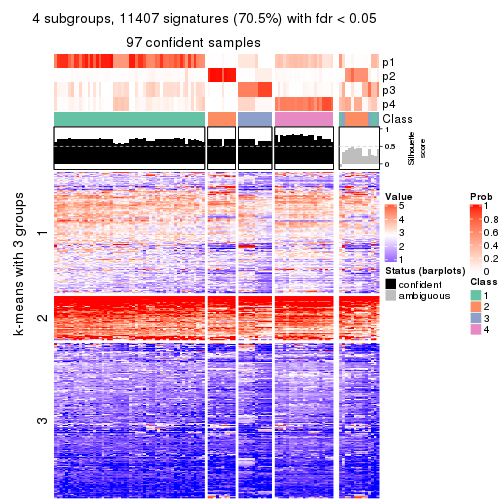 4 subgroups, 11407 signatures (70.5%) with fdr < 0.05
97 confident samples
p1
p2
p3
p4
Class
1
0.5
0
Silhouette
score
k-means with 3 groups
1
2
3
Value
5
4
3
2
1
Status (barplots)
confident
ambiguous
Prob
1
0.8
0.6
0.4
0.2
0
Class
1
2
3
4